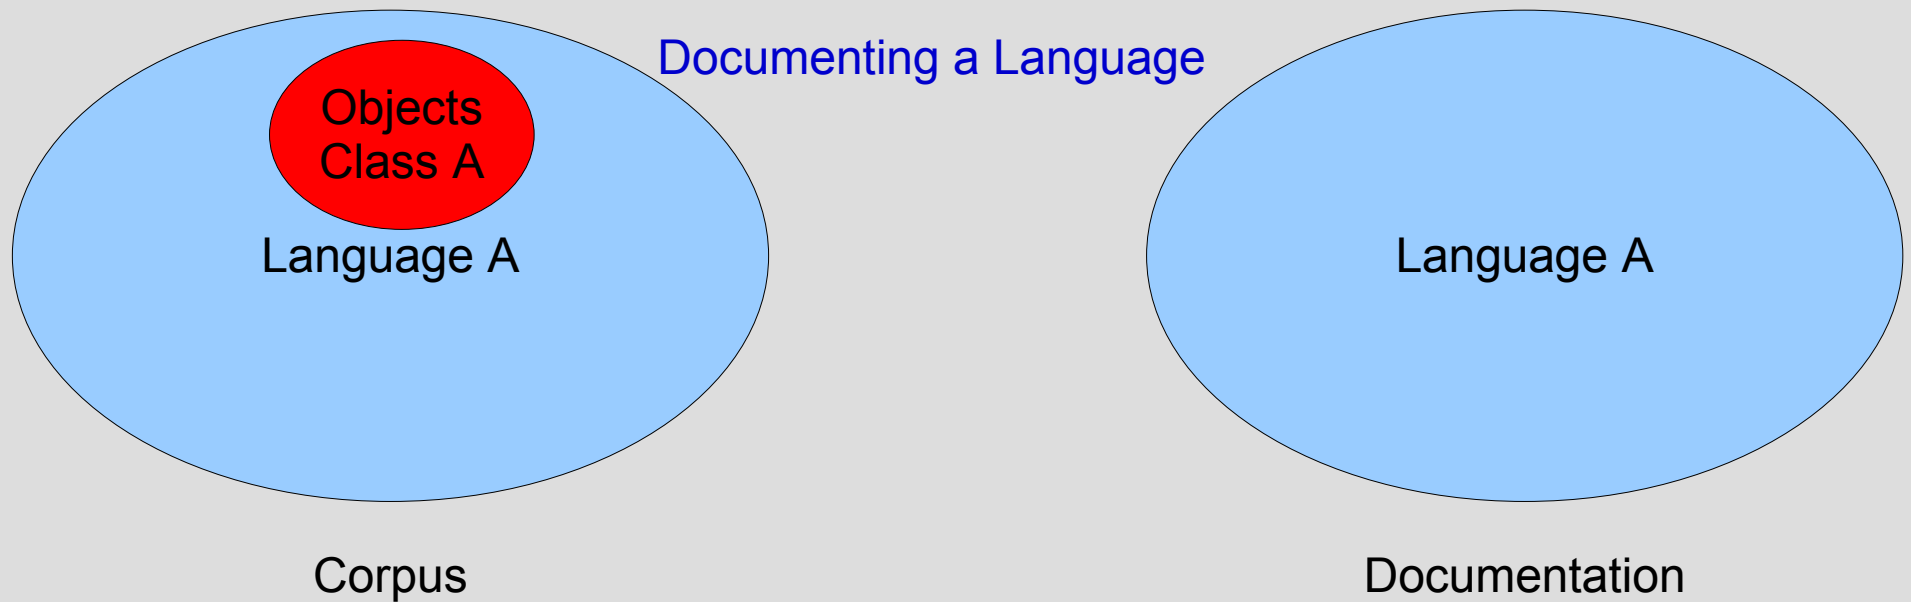 Documenting a Language
Objects
Class A
Language A
Language A
Corpus
Documentation